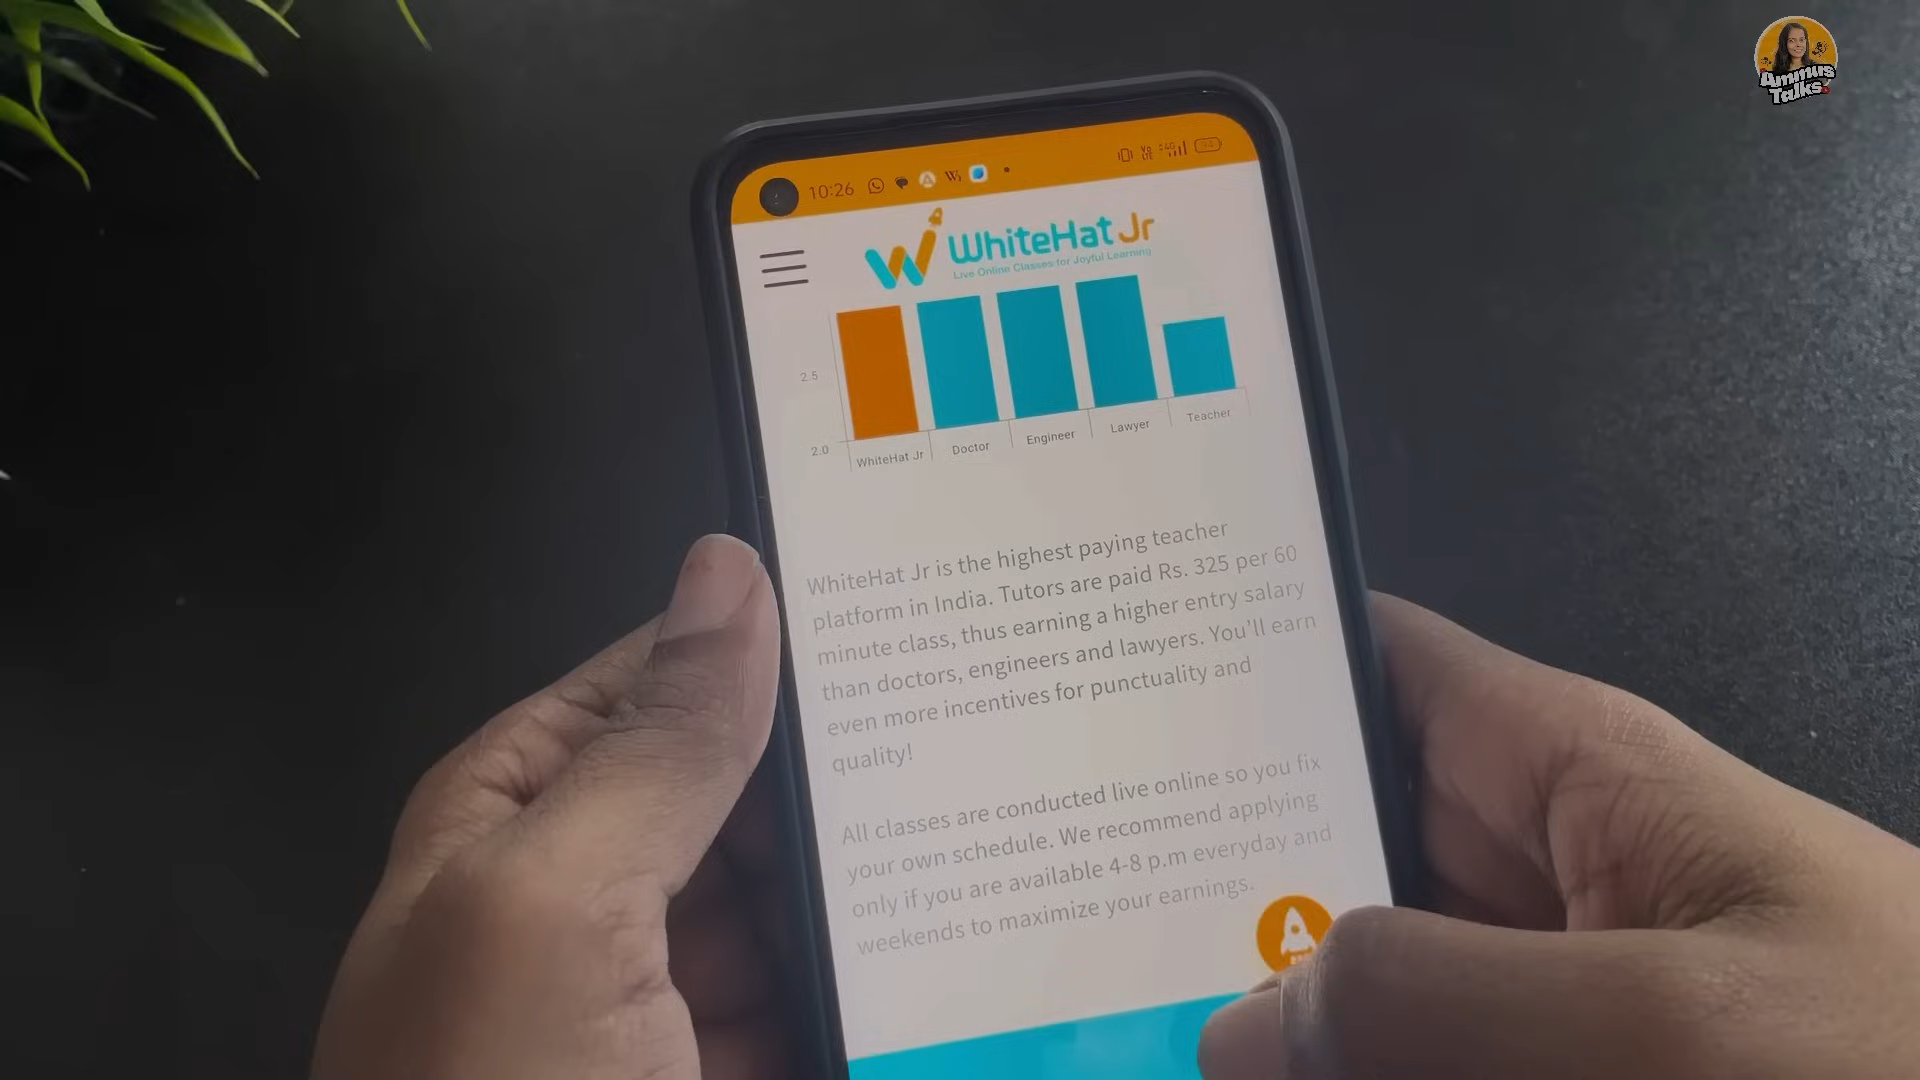 Ammus
Talks
10:26
WhiteHat Jr
Live Online Classes for Joyful Learning
2.5
2.0
WhiteHat Jr
Doctor
Engineer
Lawyer
Teacher
WhiteHat Jr is the highest paying teacher
platform in India. Tutors are paid Rs. 325 per 60
minute class, thus earning a higher entry salary
than doctors, engineers and lawyers. You'll earn
even more incentives for punctuality and
quality!
All classes are conducted live online so you fix
your own schedule. We recommend applying
only if you are available 4-8 p.m everyday and
weekends to maximize your earnings.